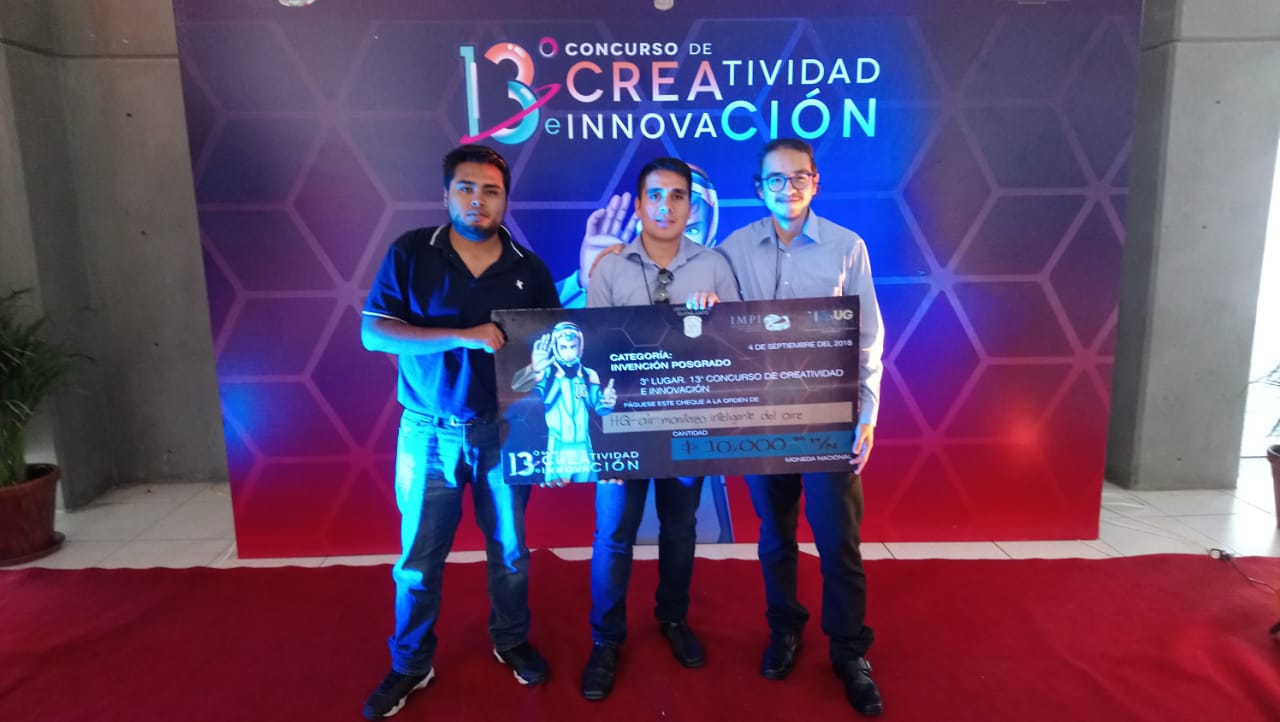 13° CONCURSO DE
CREATIVIDAD
e INNOVACIÓN
IMPI
UG
4 DE SEPTIEMBRE DEL 2018
CATEGORÍA:
INVENCIÓN POSGRADO
3° LUGAR. 13° CONCURSO DE CREATIVIDAD
E INNOVACIÓN
PÁGUESE ESTE CHEQUE A LA ORDEN DE
HQ-air monitoreo inteligente del aire
CANTIDAD
$ 10,000 00 M/N
MONEDA NACIONAL
13°
CREATIVIDAD
e INNOVACIÓN